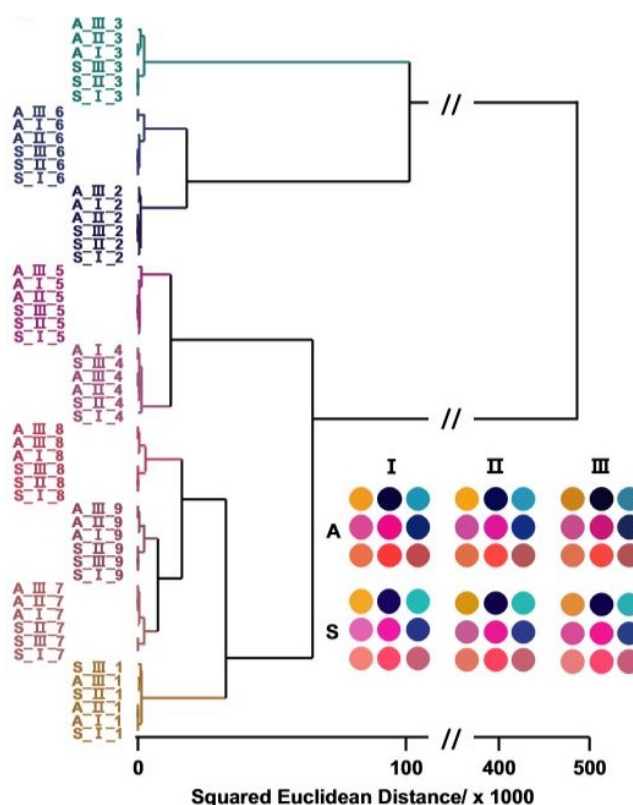 A_III_3
A_II_3
A_I_3
S_III_3
S_II_3
S_I_3
A_III_6
A_I_6
A_II_6
S_III_6
S_II_6
S_I_6
A_III_2
A_I_2
A_II_2
S_III_2
S_II_2
S_I_2
A_III_5
A_I_5
A_II_5
S_III_5
S_II_5
S_I_5
A_I_4
S_III_4
A_III_4
A_II_4
S_II_4
S_I_4
A_III_8
A_II_8
A_I_8
S_III_8
S_II_8
S_I_8
A_III_9
A_II_9
A_I_9
S_II_9
S_III_9
S_I_9
A_III_7
A_II_7
A_I_7
S_II_7
S_III_7
S_I_7
S_III_1
A_III_1
S_II_1
A_II_1
A_I_1
S_I_1
I II III
A
S
// 
//
//
0 100 400 500
Squared Euclidean Distance/ x 1000